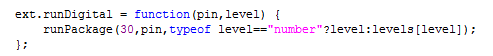 ext.runDigital = function(pin,level) {
    runPackage(30,pin,typeof level=="number"?level:levels[level]);
};